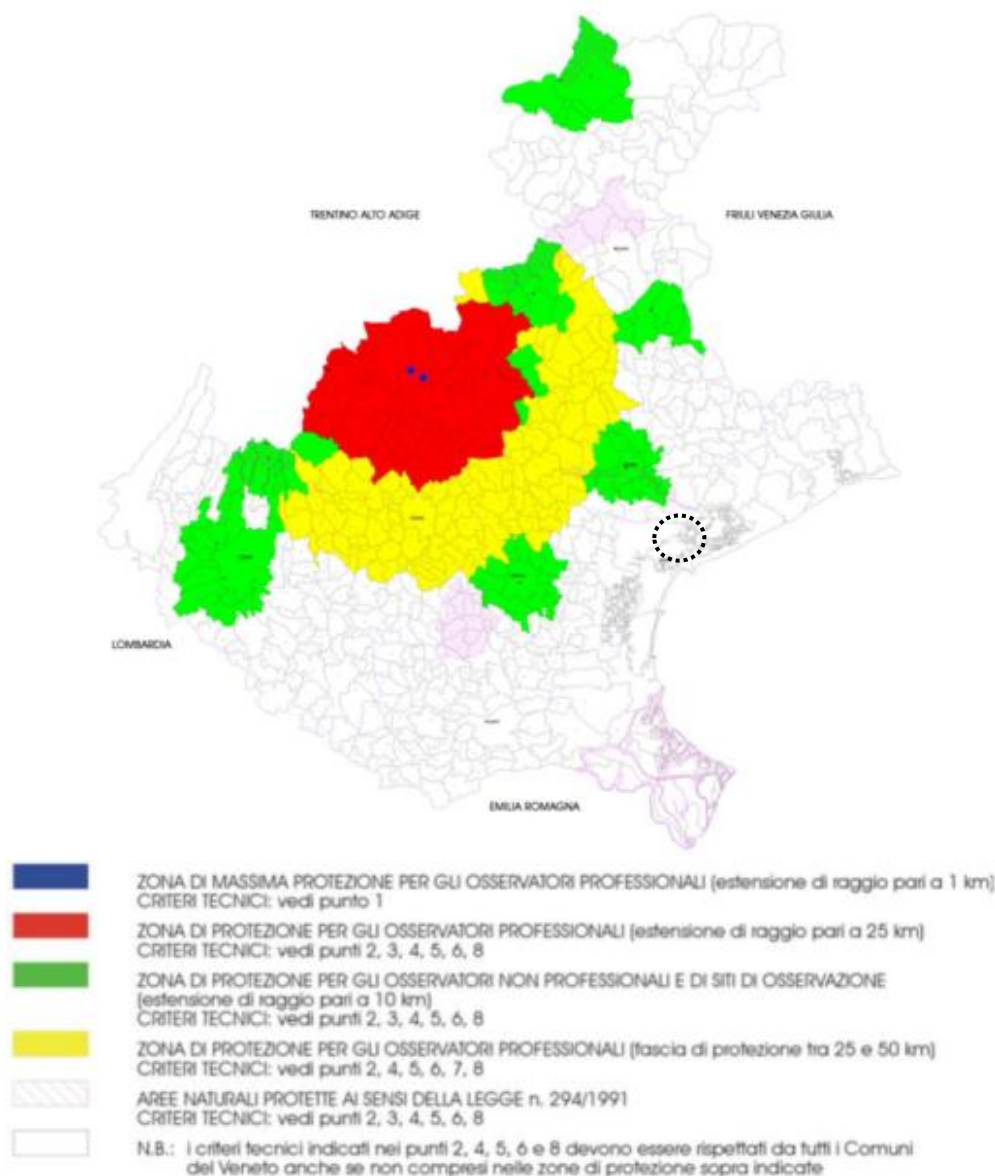 TRENTINO ALTO ADIGE
FRIULI VENEZIA GIULIA
LOMBARDIA
EMILIA ROMAGNA
ZONA DI MASSIMA PROTEZIONE PER GLI OSSERVATORI PROFESSIONALI (estensione di raggio pari a 1 km)
CRITERI TECNICI: vedi punto 1
ZONA DI PROTEZIONE PER GLI OSSERVATORI PROFESSIONALI (estensione di raggio pari a 25 km)
CRITERI TECNICI: vedi punti 2, 3, 4, 5, 6, 8
ZONA DI PROTEZIONE PER GLI OSSERVATORI NON PROFESSIONALI E DI SITI DI OSSERVAZIONE
(estensione di raggio pari a 10 km)
CRITERI TECNICI: vedi punti 2, 3, 4, 5, 6, 8
ZONA DI PROTEZIONE PER GLI OSSERVATORI PROFESSIONALI (fascia di protezione tra 25 e 50 km)
CRITERI TECNICI: vedi punti 2, 4, 5, 6, 7, 8
AREE NATURALI PROTETTE AI SENSI DELLA LEGGE n. 294/1991
CRITERI TECNICI: vedi punti 2, 3, 4, 5, 6, 8
N.B.: i criteri tecnici indicati nei punti 2, 4, 5, 6 e 8 devono essere rispettati da tutti i Comuni
del Veneto anche se non compresi nelle zone di protezione sopra indicate